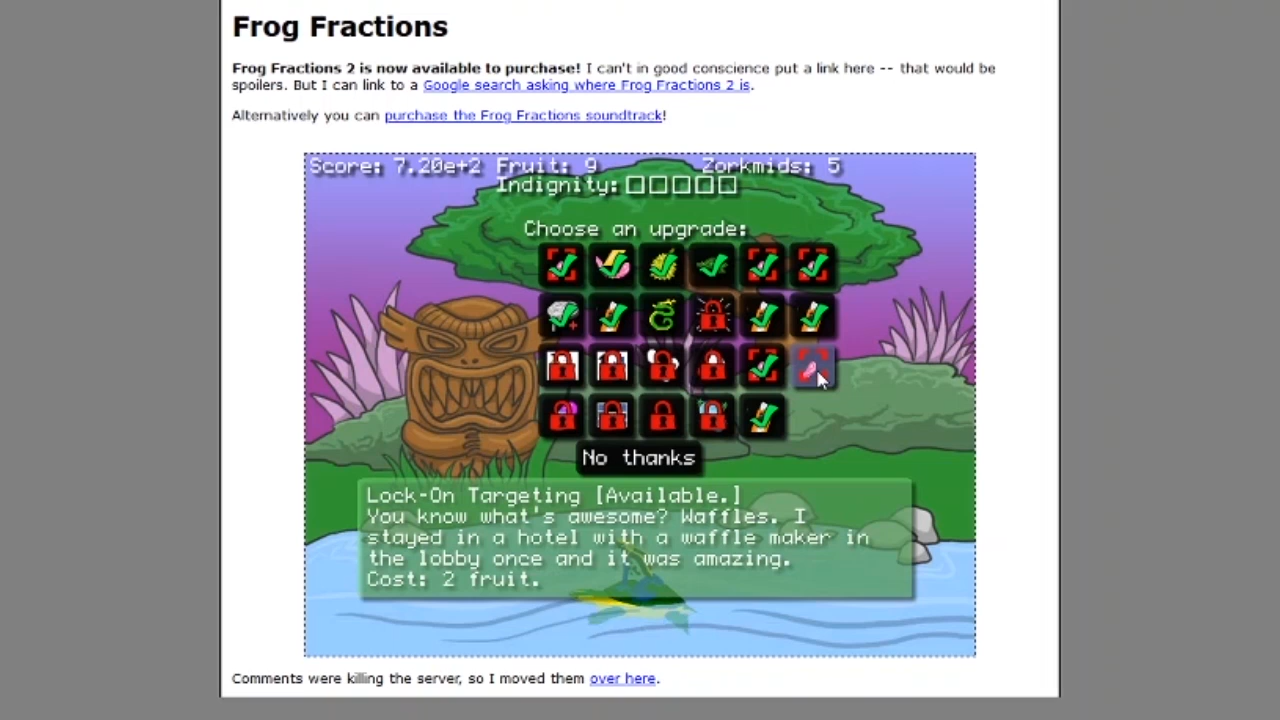 Frog Fractions
Frog Fractions 2 is now available to purchase! I can't in good conscience put a link here -- that would be
spoilers. But I can link to a Google search asking where Frog Fractions 2 is.
Alternatively you can purchase the Frog Fractions soundtrack!
Score: 7.20e+2 Fruit: 9 Zorkmids: 5
Indignity:
Choose an upgrade:
No thanks
Lock-On Targeting [Available.]
You know what's awesome? Waffles. I
stayed in a hotel with a waffle maker in
the lobby once and it was amazing.
Cost: 2 fruit.
Comments were killing the server, so I moved them over here.